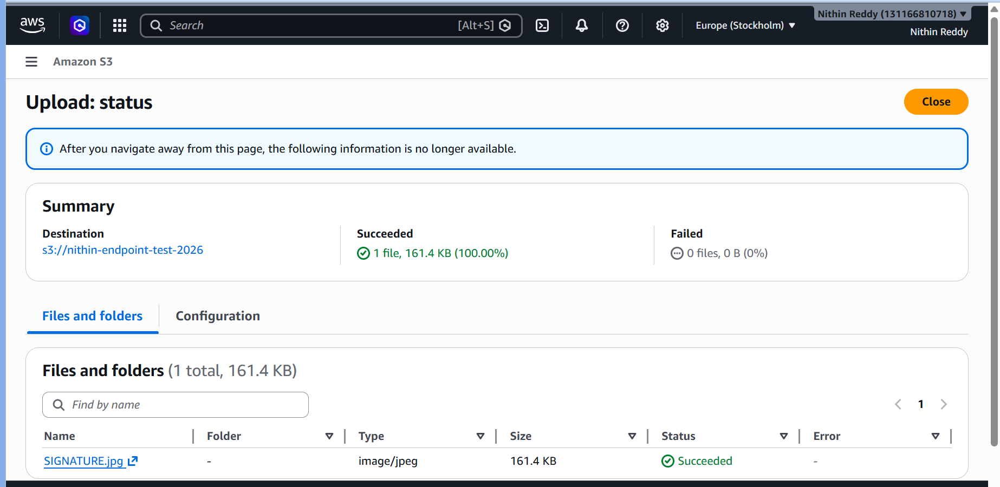 aws
Search [Alt+S]
Europe (Stockholm)
Nithin Reddy (131166810718)
Nithin Reddy
Amazon S3
Upload: status
Close
After you navigate away from this page, the following information is no longer available.
Summary
Destination
s3://nithin-endpoint-test-2026
Succeeded
1 file, 161.4 KB (100.00%)
Failed
0 files, 0 B (0%)
Files and folders
Configuration
Files and folders (1 total, 161.4 KB)
Find by name
1
Name Folder Type Size Status Error
SIGNATURE.jpg - image/jpeg 161.4 KB Succeeded -